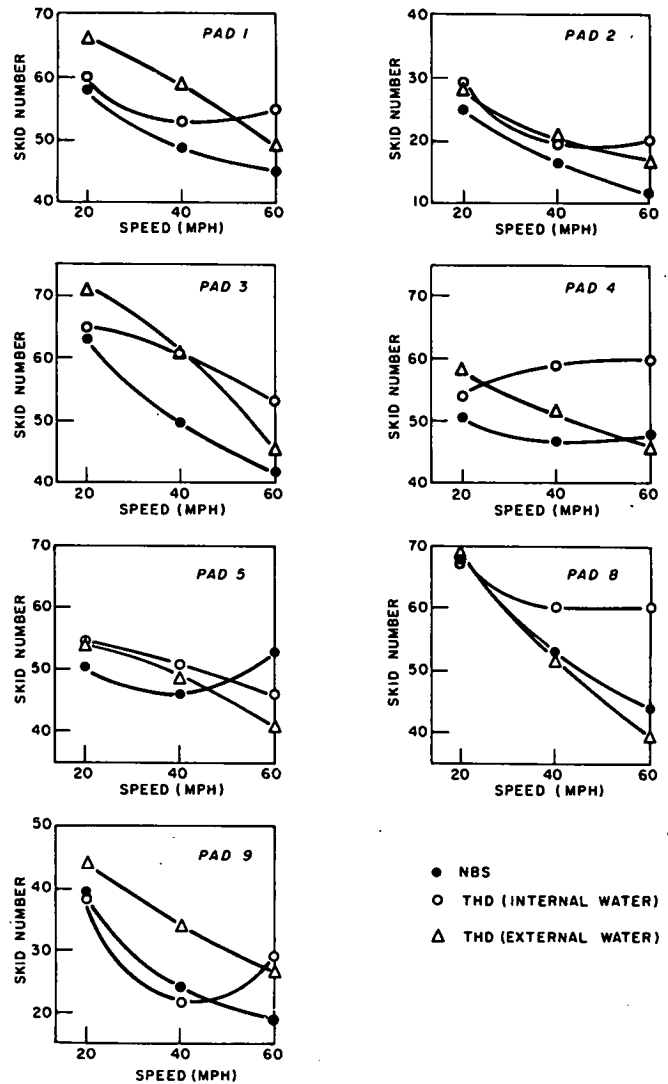 70
PAD 1
60
50
40
SKID NUMBER
20 40 60
SPEED (MPH)
PAD 2
30
20
10
SKID NUMBER
20 40 60
SPEED (MPH)
PAD 3
70
60
50
40
SKID NUMBER
20 40 60
SPEED (MPH)
PAD 4
70
60
50
40
SKID NUMBER
20 40 60
SPEED (MPH)
70
PAD 5
60
50
40
SKID NUMBER
20 40 60
SPEED (MPH)
70
PAD 8
60
50
40
SKID NUMBER
20 40 60
SPEED (MPH)
50
PAD 9
40
30
20
SKID NUMBER
20 40 60
SPEED (MPH)
NBS
THD (INTERNAL WATER)
THD (EXTERNAL WATER)